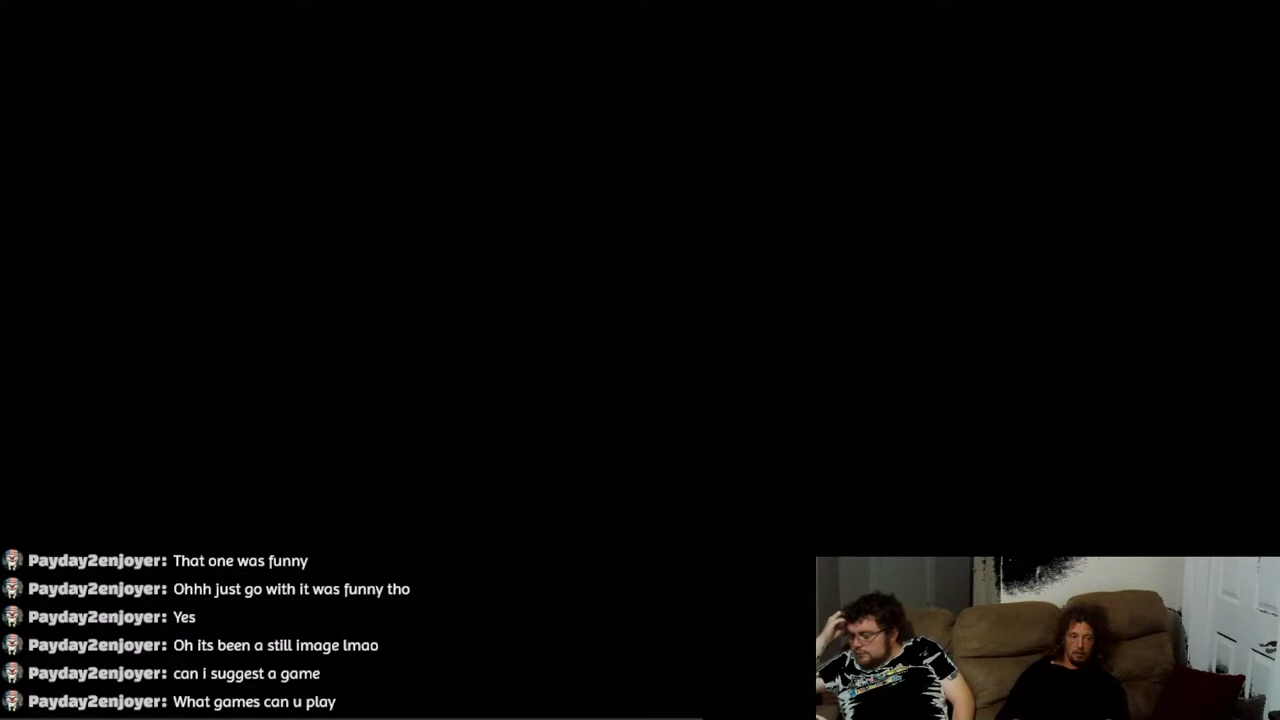 Payday2enjoyer: That one was funny
Payday2enjoyer: Ohhh just go with it was funny tho
Payday2enjoyer: Yes
Payday2enjoyer: Oh its been a still image lmao
Payday2enjoyer: can i suggest a game
Payday2enjoyer: What games can u play